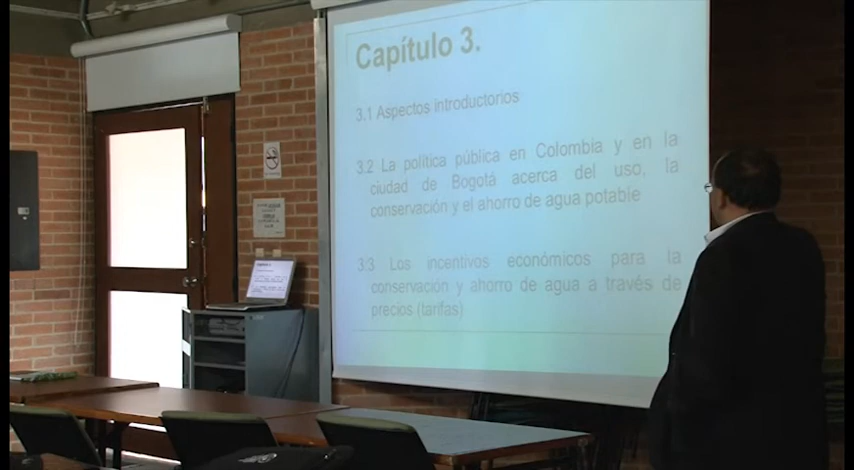 Capítulo 3.
3.1 Aspectos introductorios
3.2 La política pública en Colombia y en la
ciudad de Bogotá acerca del uso, la
conservación y el ahorro de agua potable
3.3 Los incentivos económicos para la
conservación y ahorro de agua a través de
precios (tarifas)